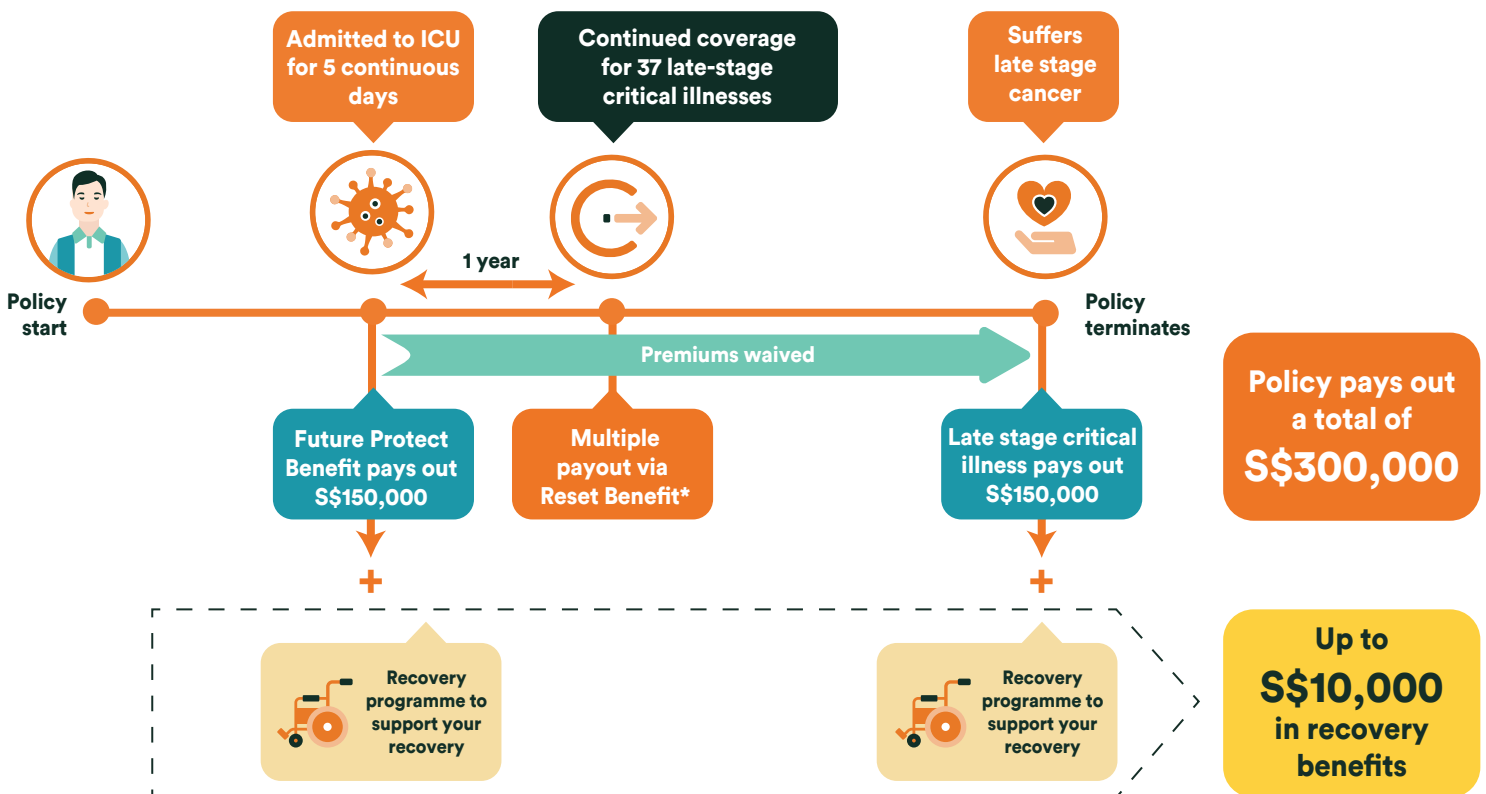 Admitted to ICU
for 5 continuous
days
Continued coverage
for 37 late-stage
critical illnesses
Suffers
late stage
cancer
1 year
Policy
start
Policy
terminates
Premiums waived
Future Protect
Benefit pays out
S$150,000
Multiple
payout via
Reset Benefit*
Late stage critical
illness pays out
S$150,000
Policy pays out
a total of
S$300,000
+
+
Recovery
programme to
support your
recovery
Recovery
programme to
support your
recovery
Up to
S$10,000
in recovery
benefits